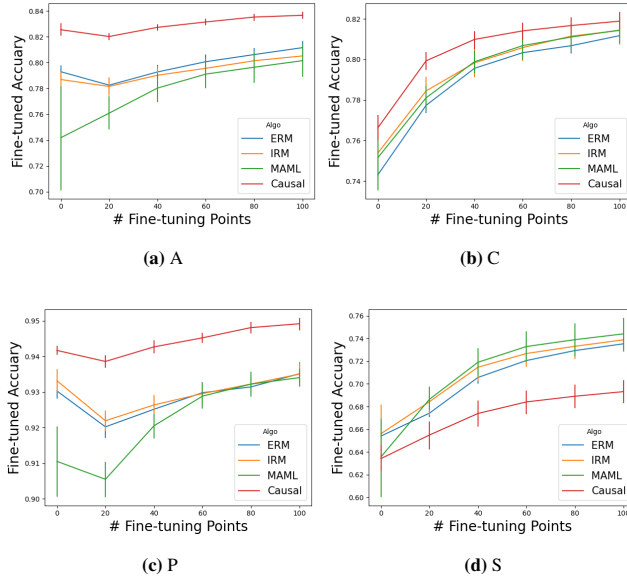 0.84
0.82
0.80
0.78
0.76
0.74
0.72
0.70
Fine-tuned Accuary
0 20 40 60 80 100
# Fine-tuning Points
Algo
ERM
IRM
MAML
Causal
(a) A
0.82
0.80
0.78
0.76
0.74
Fine-tuned Accuary
0 20 40 60 80 100
# Fine-tuning Points
Algo
ERM
IRM
MAML
Causal
(b) C
0.95
0.94
0.93
0.92
0.91
0.90
Fine-tuned Accuary
0 20 40 60 80 100
# Fine-tuning Points
Algo
ERM
IRM
MAML
Causal
(c) P
0.76
0.74
0.72
0.70
0.68
0.66
0.64
0.62
0.60
Fine-tuned Accuary
0 20 40 60 80 100
# Fine-tuning Points
Algo
ERM
IRM
MAML
Causal
(d) S